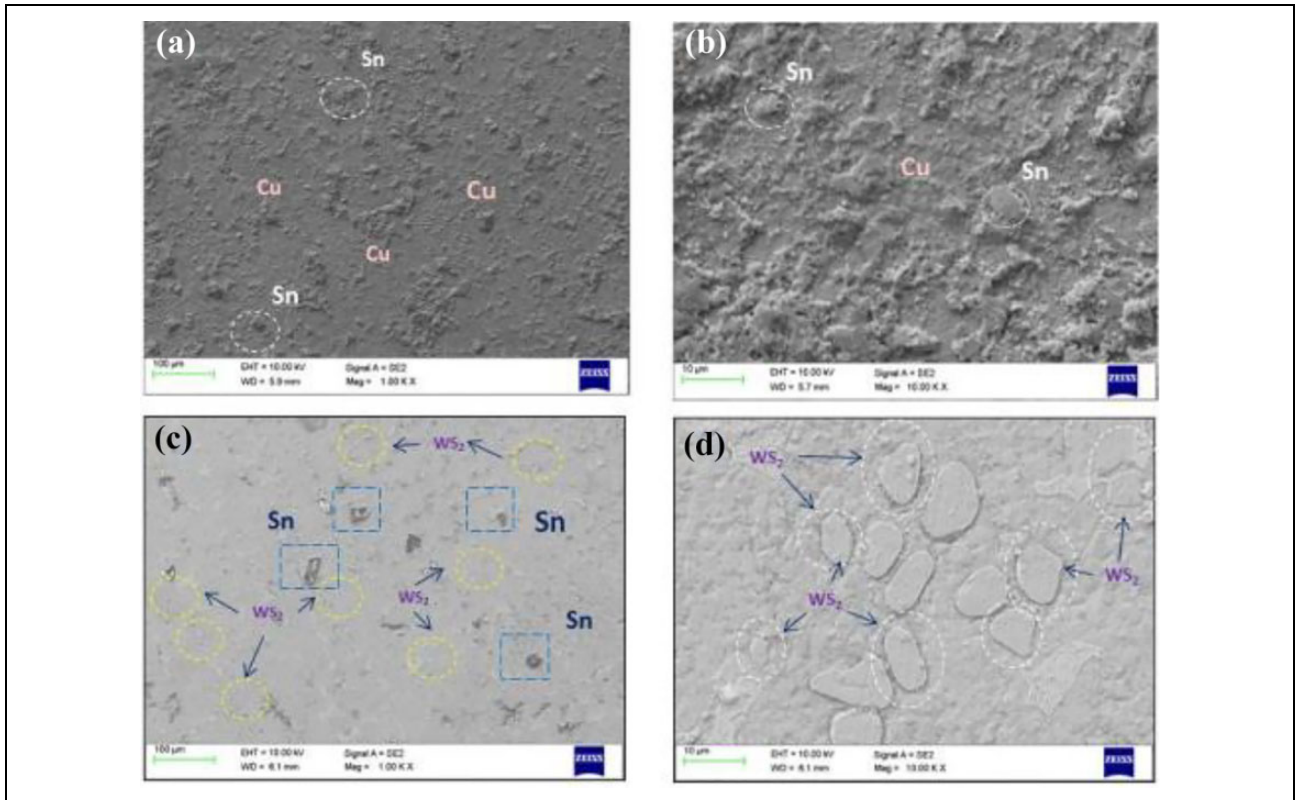 (a)
Sn
Cu
Cu
Cu
Sn
100 µm
EHT = 10.00 kV
Signal A = SE2
WD = 5.9 mm
Mag = 1.00 K X
ZEISS
(b)
Sn
Cu
Sn
10 µm
EHT = 10.00 kV
Signal A = SE2
WD = 5.7 mm
Mag = 10.00 K X
ZEISS
(c)
WS₂
Sn
Sn
WS₂
WS₂
Sn
100 µm
EHT = 10.00 kV
Signal A = SE2
WD = 6.1 mm
Mag = 1.00 K X
ZEISS
(d)
WS₂
WS₂
WS₂
10 µm
EHT = 10.00 kV
Signal A = SE2
WD = 6.1 mm
Mag = 10.00 K X
ZEISS